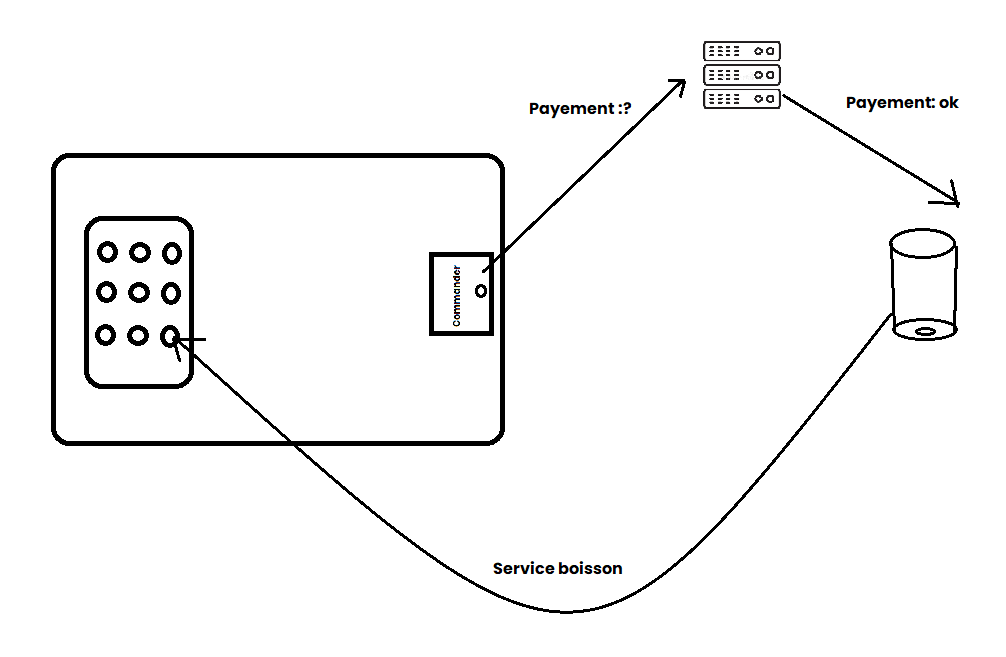 Payement :?
Payement: ok
Commander
Service boisson